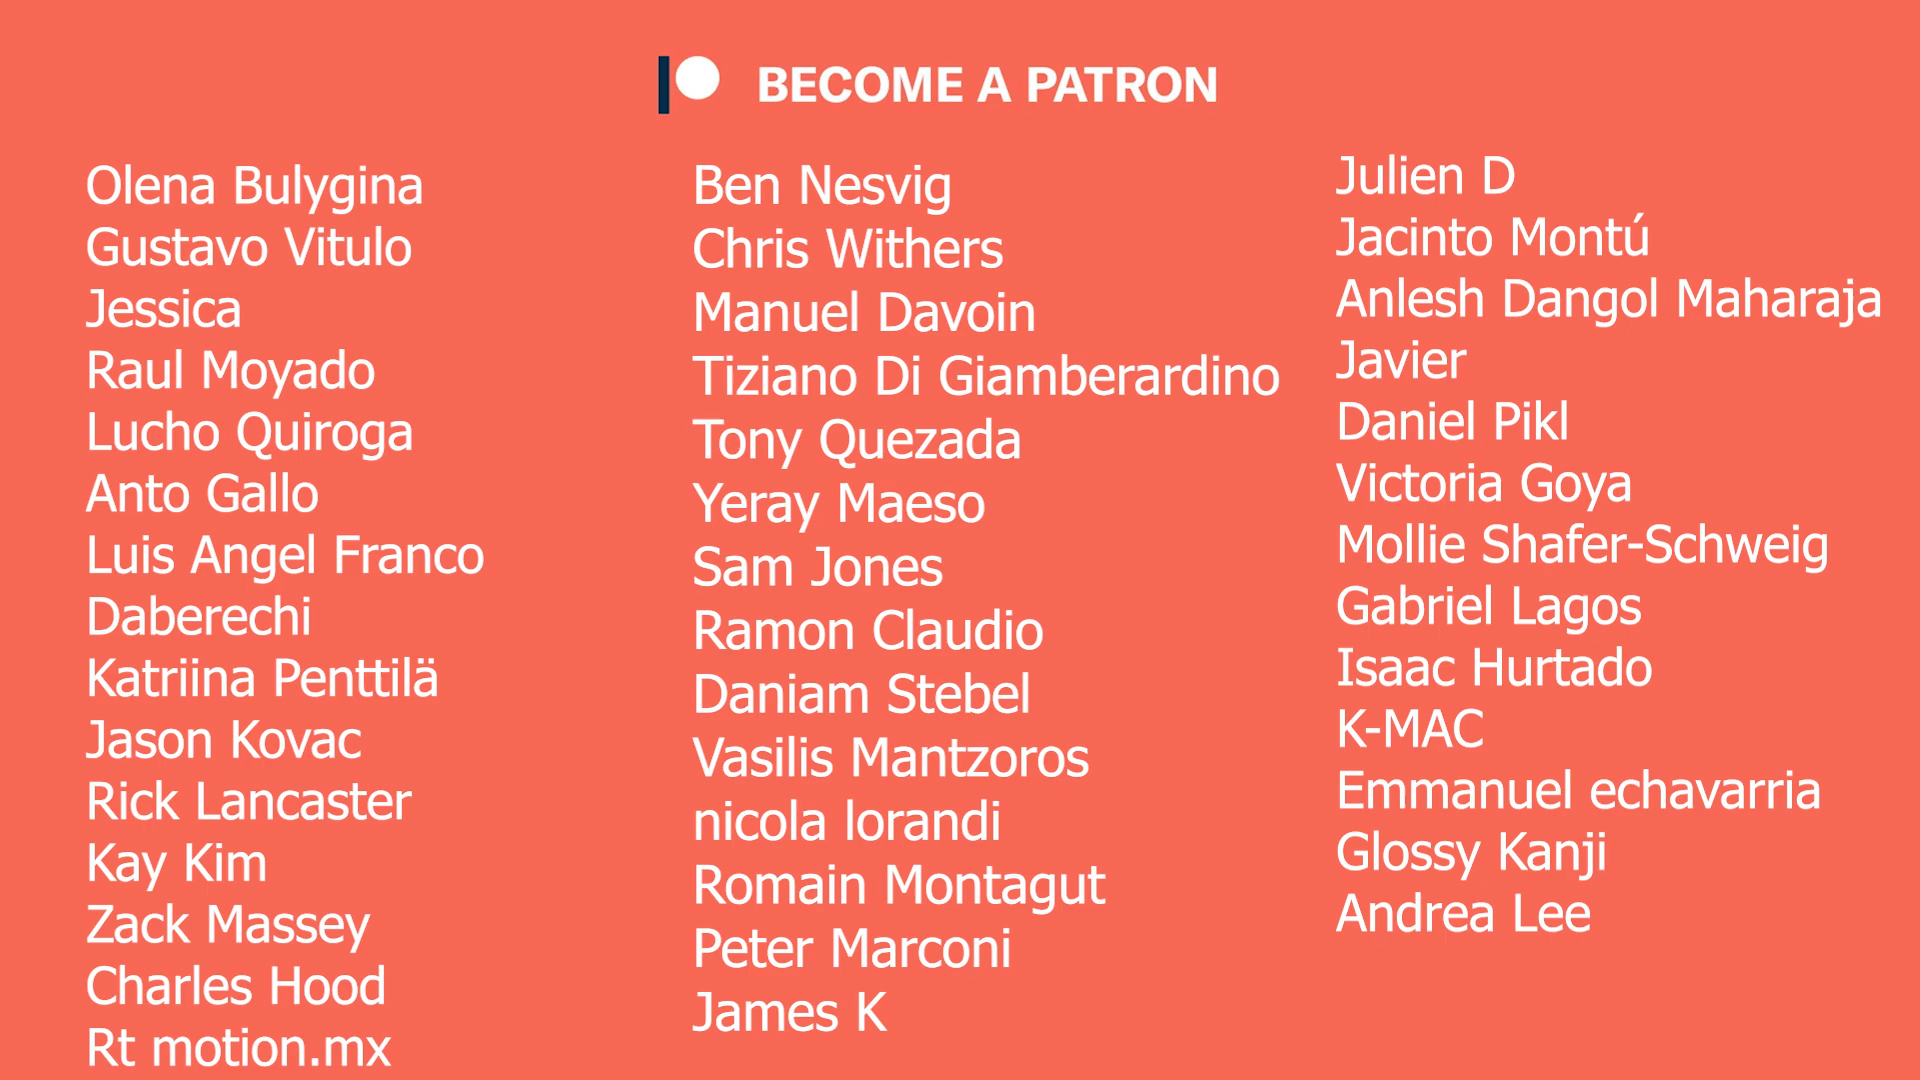 BECOME A PATRON
Olena Bulygina
Gustavo Vitulo
Jessica
Raul Moyado
Lucho Quiroga
Anto Gallo
Luis Angel Franco
Daberechi
Katriina Penttilä
Jason Kovac
Rick Lancaster
Kay Kim
Zack Massey
Charles Hood
Rt motion.mx
Ben Nesvig
Chris Withers
Manuel Davoin
Tiziano Di Giamberardino
Tony Quezada
Yeray Maeso
Sam Jones
Ramon Claudio
Daniam Stebel
Vasilis Mantzoros
nicola lorandi
Romain Montagut
Peter Marconi
James K
Julien D
Jacinto Montú
Anlesh Dangol Maharaja
Javier
Daniel Pikl
Victoria Goya
Mollie Shafer-Schweig
Gabriel Lagos
Isaac Hurtado
K-MAC
Emmanuel echavarria
Glossy Kanji
Andrea Lee